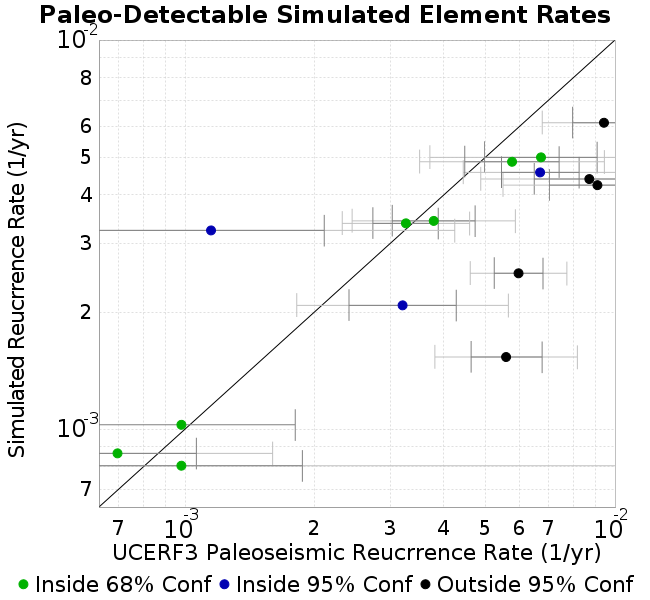 Paleo-Detectable Simulated Element Rates
10-2
8
6
5
4
3
2
10-3
7
Simulated Reucrrence Rate (1/yr)
7 10-3 2 3 4 5 6 7 10-2
UCERF3 Paleoseismic Reucrrence Rate (1/yr)
Inside 68% Conf Inside 95% Conf Outside 95% Conf